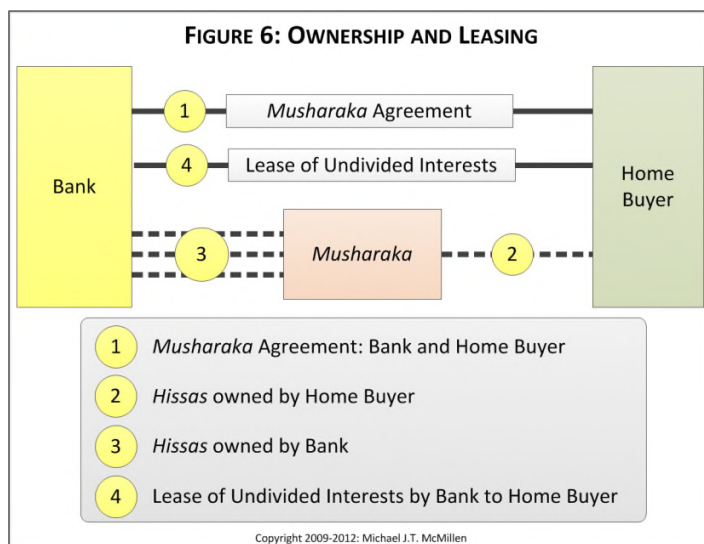 FIGURE 6: OWNERSHIP AND LEASING
1
Musharaka Agreement
4
Lease of Undivided Interests
Bank
Home
Buyer
3
Musharaka
2
1 Musharaka Agreement: Bank and Home Buyer
2 Hissas owned by Home Buyer
3 Hissas owned by Bank
4 Lease of Undivided Interests by Bank to Home Buyer
Copyright 2009-2012: Michael J.T. McMillen